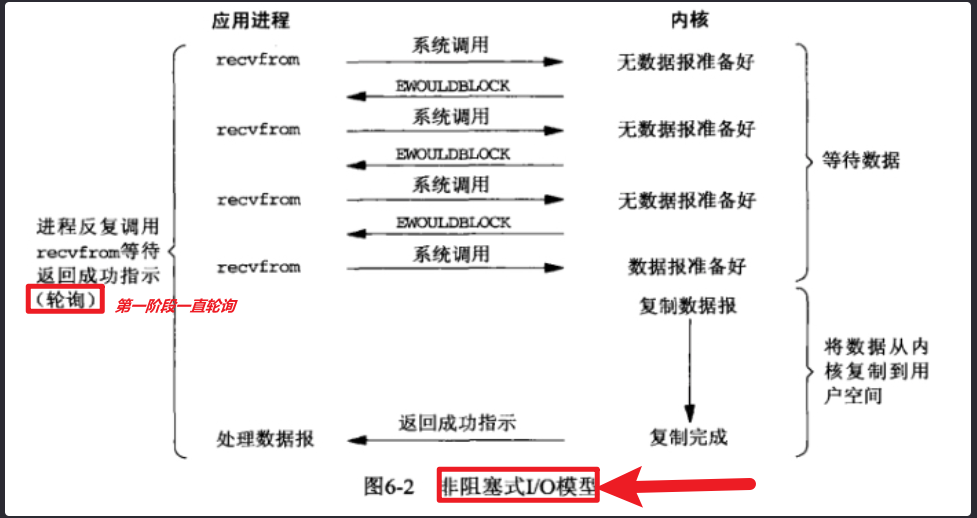 应用进程
内核
recvfrom
系统调用
无数据报准备好
EWOULDBLOCK
recvfrom
系统调用
无数据报准备好
EWOULDBLOCK
recvfrom
系统调用
无数据报准备好
EWOULDBLOCK
recvfrom
系统调用
数据报准备好
等待数据
进程反复调用
recvfrom等待
返回成功指示
(轮询)
第一阶段一直轮询
复制数据报
将数据从内
核复制到用
户空间
处理数据报
返回成功指示
复制完成
图6-2 非阻塞式I/O模型